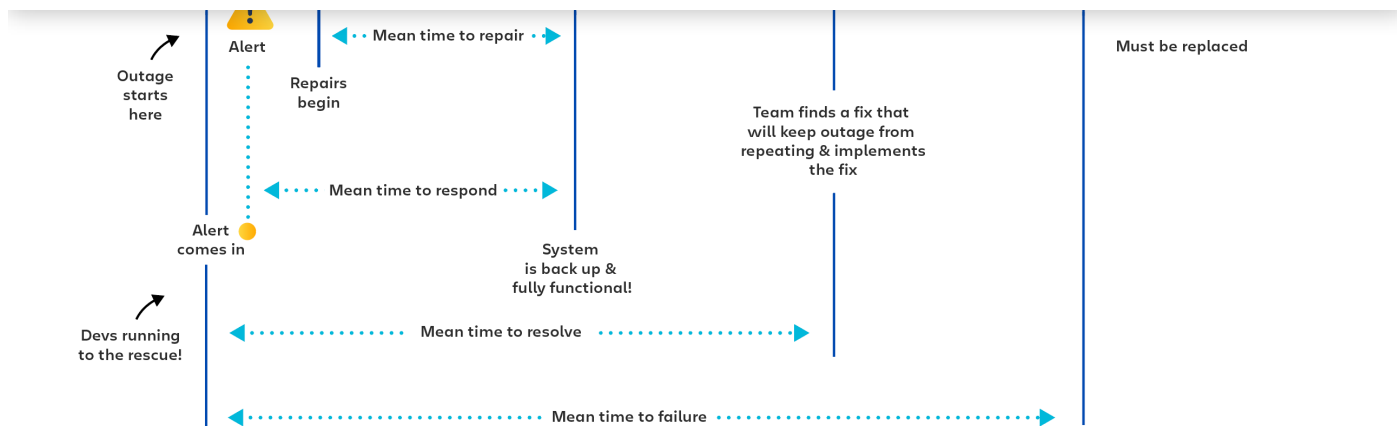 Alert
Mean time to repair
Must be replaced
Outage
starts
here
Repairs
begin
Team finds a fix that
will keep outage from
repeating & implements
the fix
Mean time to respond
Alert
comes in
System
is back up &
fully functional!
Devs running
to the rescue!
Mean time to resolve
Mean time to failure